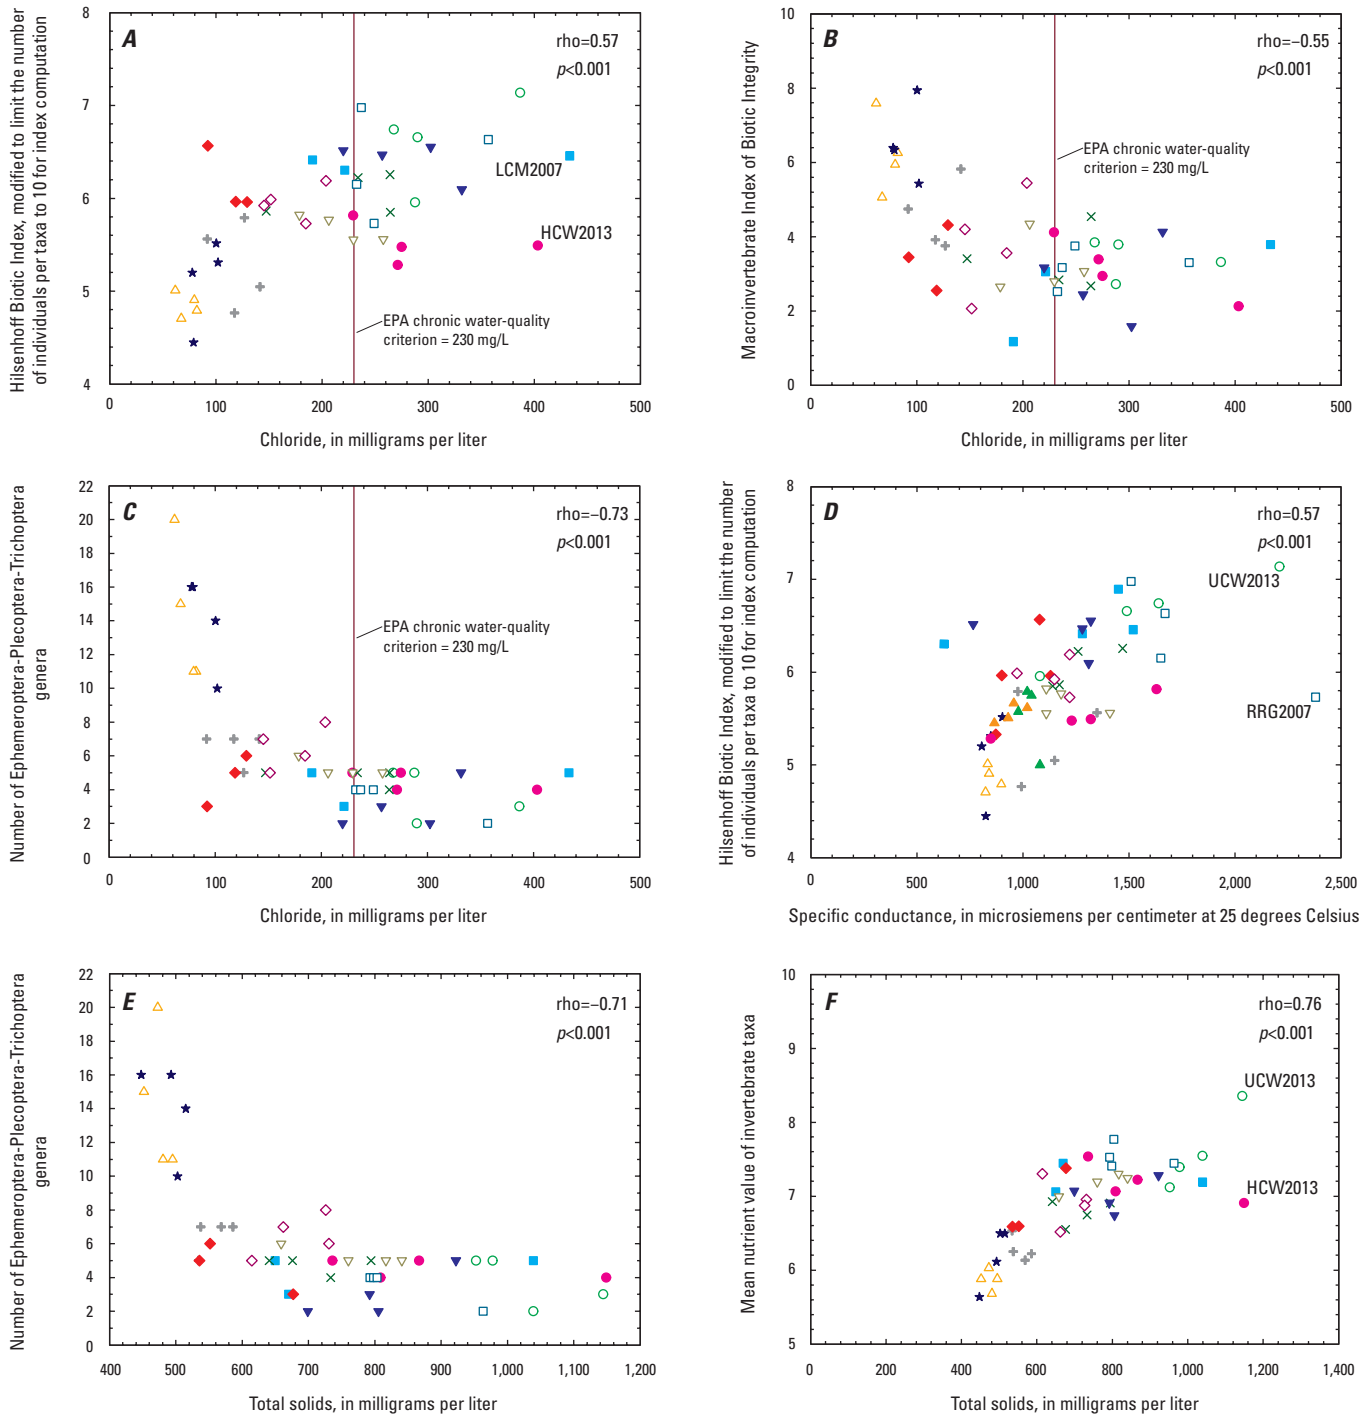 A
rho=0.57
p<0.001
LCM2007
HCW2013
EPA chronic water-quality
criterion = 230 mg/L
Hilsenhoff Biotic Index, modified to limit the number
of individuals per taxa to 10 for index computation
8
7
6
5
4
0 100 200 300 400 500
Chloride, in milligrams per liter
B
rho=−0.55
p<0.001
EPA chronic water-quality
criterion = 230 mg/L
Macroinvertebrate Index of Biotic Integrity
10
8
6
4
2
0
0 100 200 300 400 500
Chloride, in milligrams per liter
C
rho=−0.73
p<0.001
EPA chronic water-quality
criterion = 230 mg/L
Number of Ephemeroptera-Plecoptera-Trichoptera
genera
22
20
18
16
14
12
10
8
6
4
2
0
0 100 200 300 400 500
Chloride, in milligrams per liter
D
rho=0.57
p<0.001
UCW2013
RRG2007
Hilsenhoff Biotic Index, modified to limit the number
of individuals per taxa to 10 for index computation
8
7
6
5
4
0 500 1,000 1,500 2,000 2,500
Specific conductance, in microsiemens per centimeter at 25 degrees Celsius
E
rho=−0.71
p<0.001
Number of Ephemeroptera-Plecoptera-Trichoptera
genera
22
20
18
16
14
12
10
8
6
4
2
0
400 500 600 700 800 900 1,000 1,100 1,200
Total solids, in milligrams per liter
F
rho=0.76
p<0.001
UCW2013
HCW2013
Mean nutrient value of invertebrate taxa
10
9
8
7
6
5
0 200 400 600 800 1,000 1,200 1,400
Total solids, in milligrams per liter